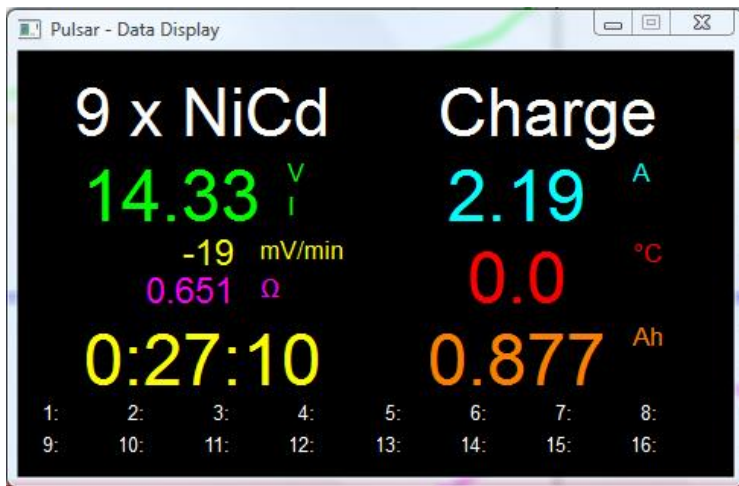 Pulsar - Data Display
9 x NiCd Charge
14.33 V I 2.19 A
-19 mV/min 0.0 °C
0.651 Ω
0:27:10 0.877 Ah
1: 2: 3: 4: 5: 6: 7: 8:
9: 10: 11: 12: 13: 14: 15: 16: